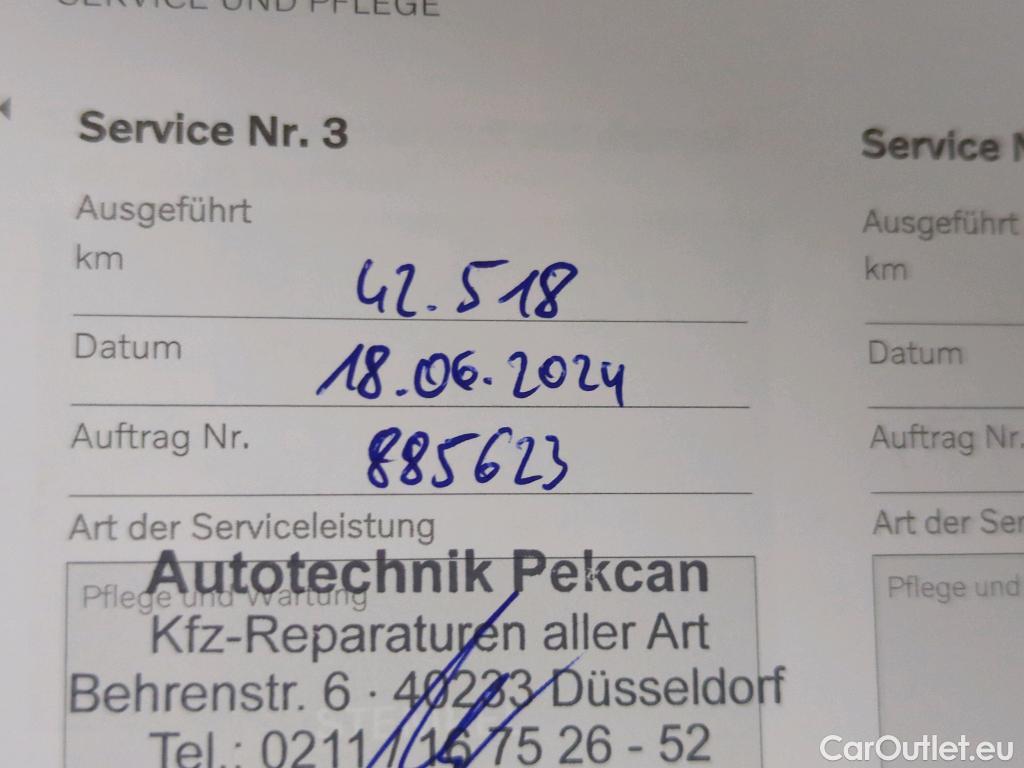 SERVICE UND PFLEGE
Service Nr. 3
Ausgeführt
km 42.518
Datum 18.06.2024
Auftrag Nr. 885623
Art der Serviceleistung
Pflege und Wartung
Autotechnik Pekcan
Kfz-Reparaturen aller Art
Behrenstr. 6 · 40233 Düsseldorf
Tel.: 0211 / 16 75 26 - 52
Service N
Ausgeführt
km
Datum
Auftrag Nr.
Art der Ser
Pflege und
CarOutlet.eu